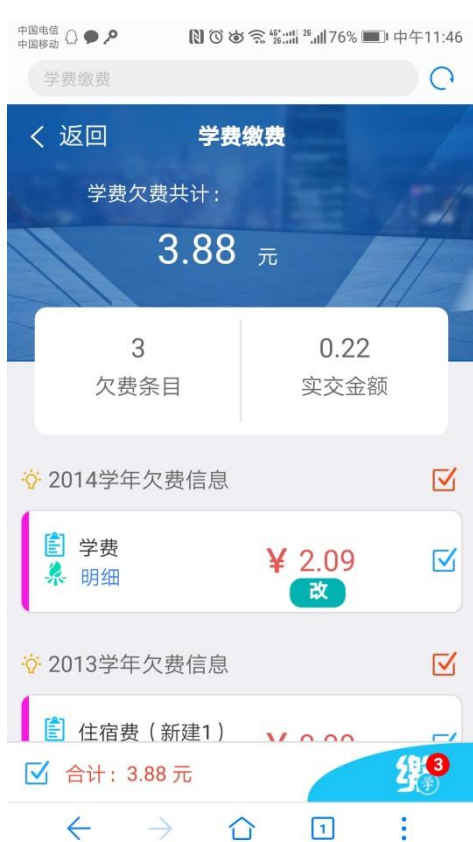 中国电信
中国移动
46 26 26 76% 中午11:46
学费缴费
返回 学费缴费
学费欠费共计：
3.88 元
3 0.22
欠费条目 实交金额
2014学年欠费信息
学费
¥ 2.09
明细
改
2013学年欠费信息
住宿费（新建1）
合计：3.88 元
缴 3
学
1